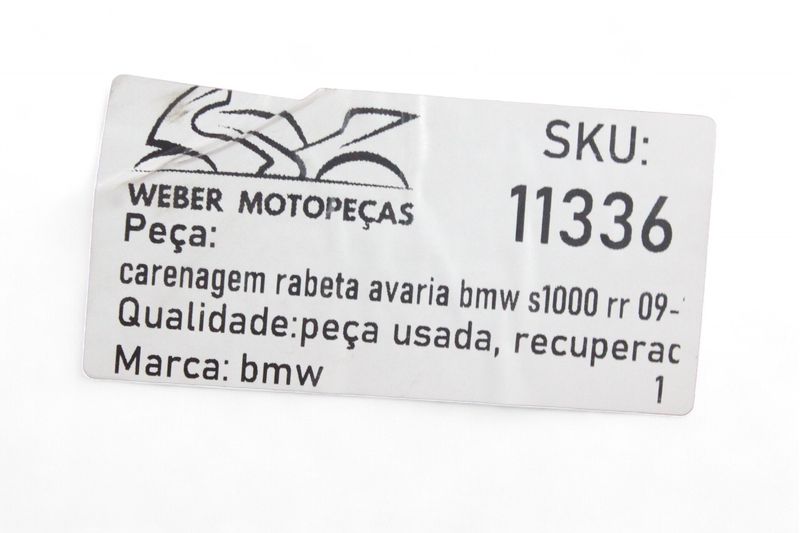 WEBER MOTOPEÇAS
SKU:
11336
Peça:
carenagem rabeta avaria bmw s1000 rr 09-
Qualidade:peça usada, recuperac
Marca: bmw
1